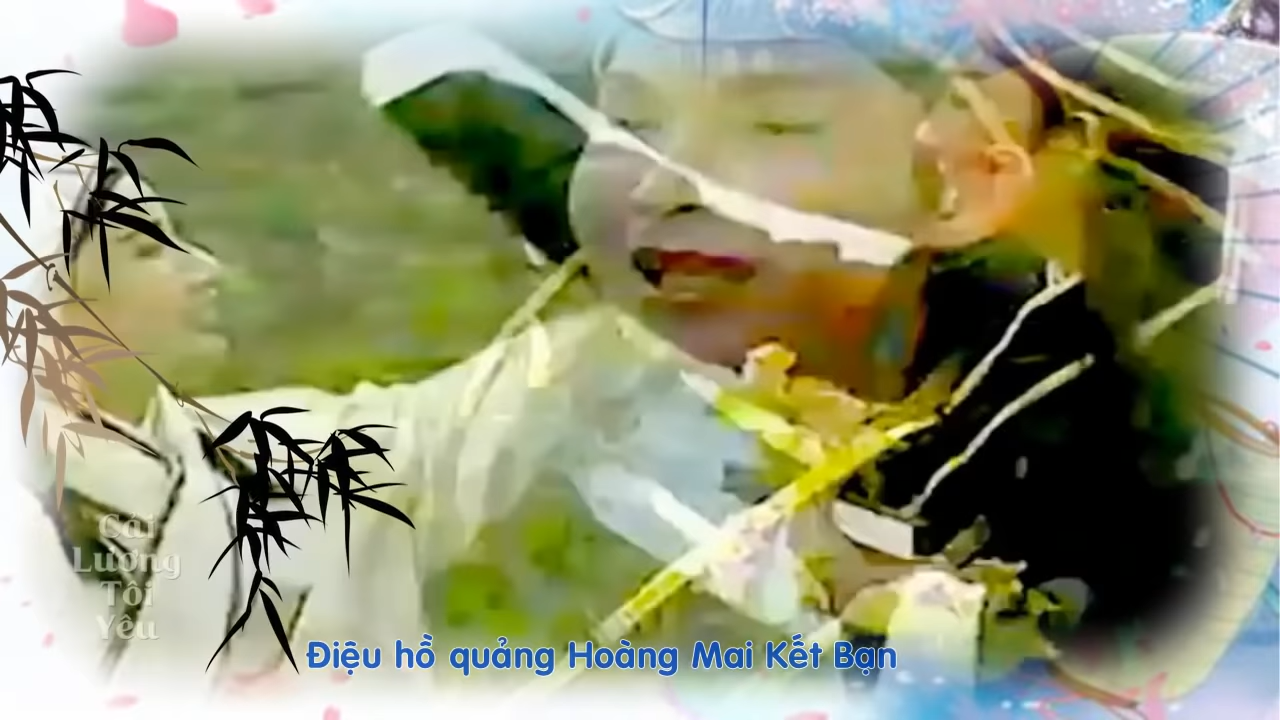 Cải
Lương
Tôi
Yêu
Điệu hồ quảng Hoàng Mai Kết Bạn